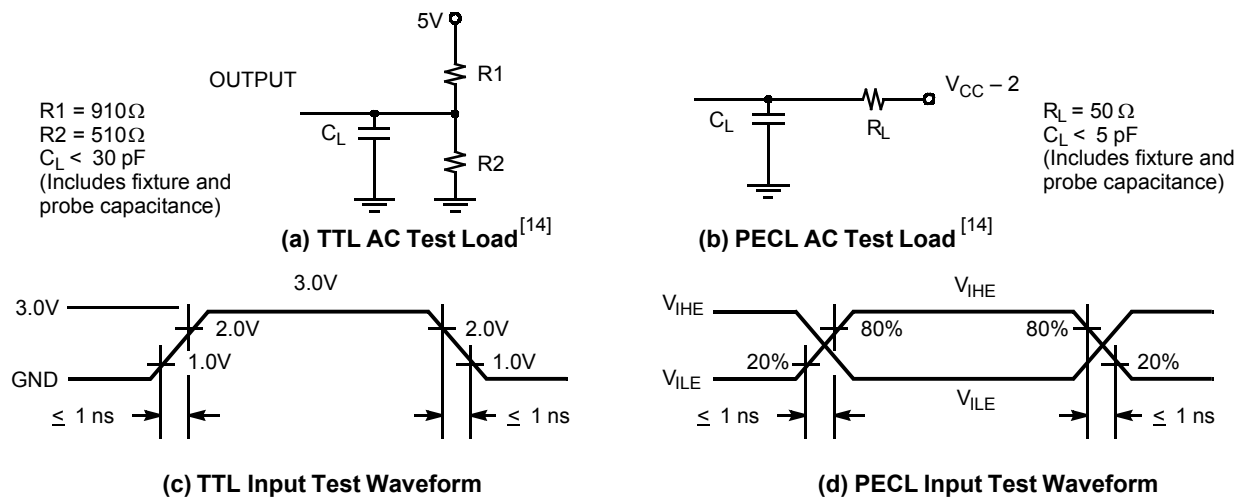 5V
OUTPUT
R1
R1 = 910Ω
R2 = 510Ω
C_L < 30 pF
(Includes fixture and
probe capacitance)
C_L
R2
(a) TTL AC Test Load[14]
V_CC – 2
C_L
R_L
R_L = 50 Ω
C_L < 5 pF
(Includes fixture and
probe capacitance)
(b) PECL AC Test Load[14]
3.0V
3.0V
2.0V
2.0V
1.0V
1.0V
GND
≤ 1 ns
≤ 1 ns
(c) TTL Input Test Waveform
V_IHE
V_IHE
80%
80%
20%
20%
V_ILE
V_ILE
≤ 1 ns
≤ 1 ns
(d) PECL Input Test Waveform